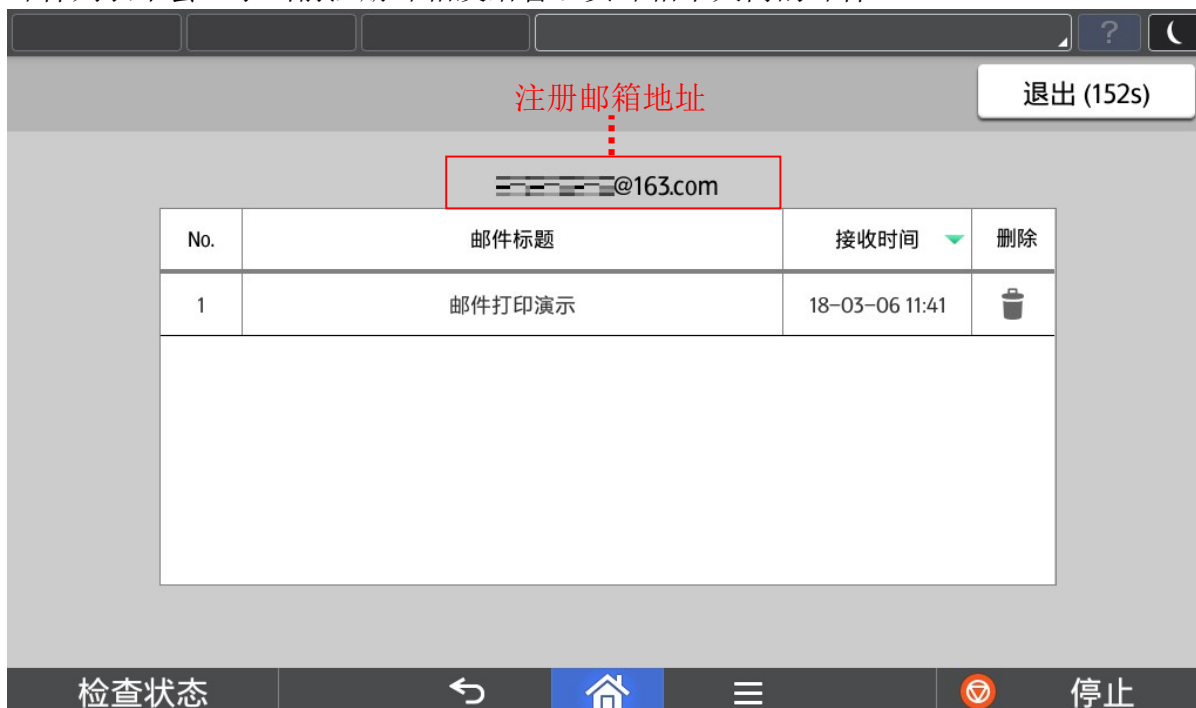 ?
注册邮箱地址
退出 (152s)
@163.com
No. 邮件标题 接收时间 删除
1 邮件打印演示 18-03-06 11:41
检查状态 停止